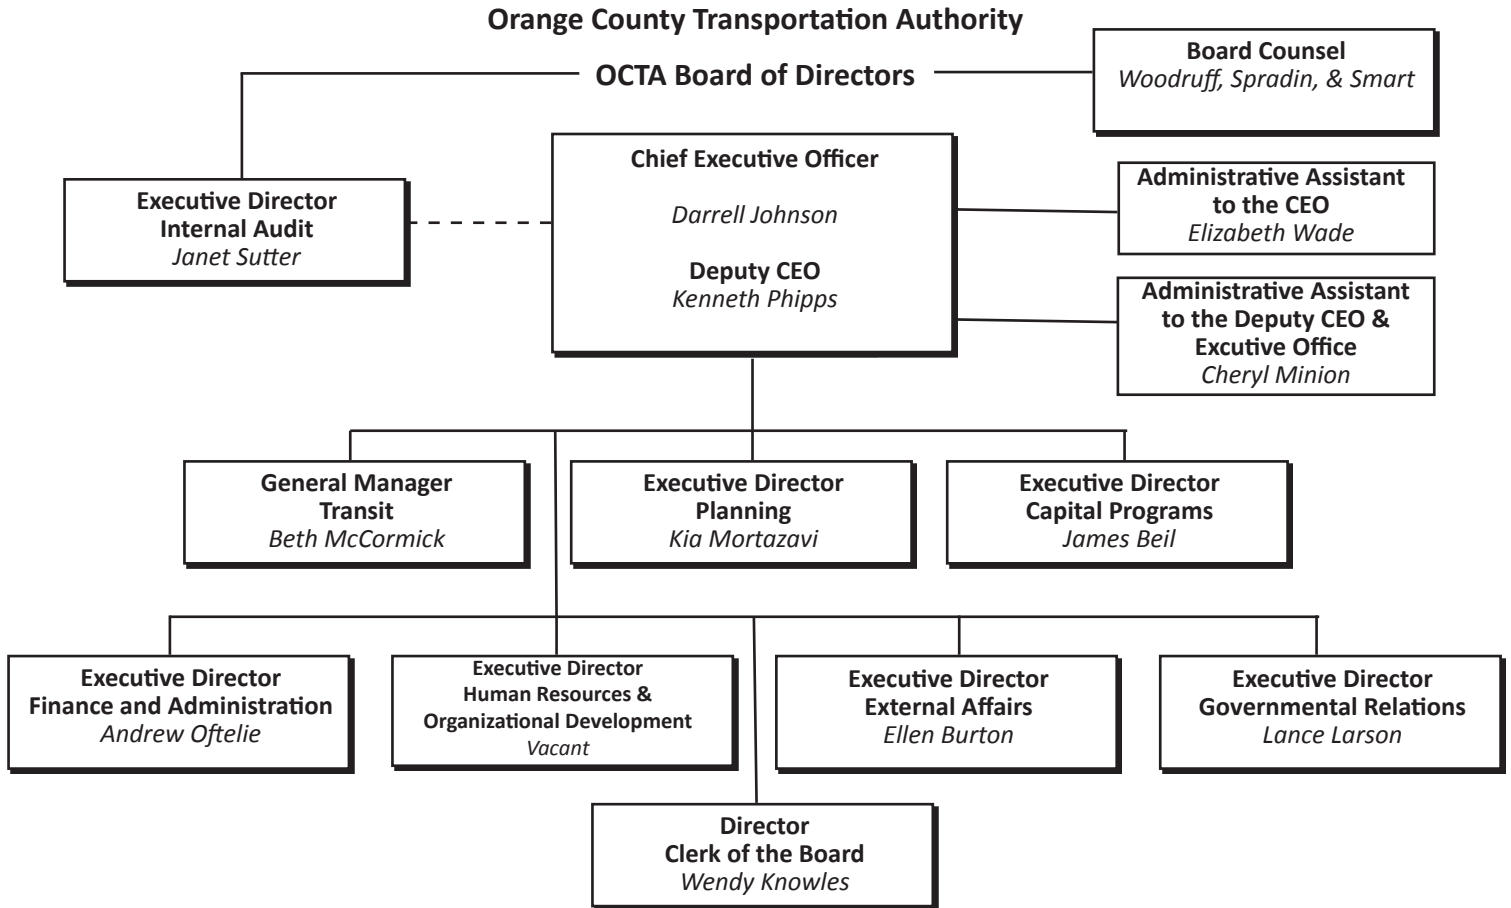 Orange County Transportation Authority
OCTA Board of Directors
Board Counsel
Woodruff, Spradin, & Smart
Chief Executive Officer
Darrell Johnson
Deputy CEO
Kenneth Phipps
Executive Director
Internal Audit
Janet Sutter
Administrative Assistant
to the CEO
Elizabeth Wade
Administrative Assistant
to the Deputy CEO &
Excutive Office
Cheryl Minion
General Manager
Transit
Beth McCormick
Executive Director
Planning
Kia Mortazavi
Executive Director
Capital Programs
James Beil
Executive Director
Finance and Administration
Andrew Oftelie
Executive Director
Human Resources &
Organizational Development
Vacant
Executive Director
External Affairs
Ellen Burton
Executive Director
Governmental Relations
Lance Larson
Director
Clerk of the Board
Wendy Knowles